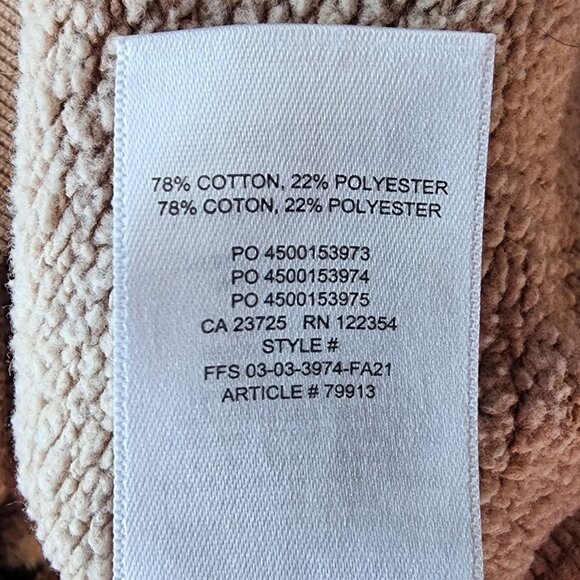 78% COTTON, 22% POLYESTER
78% COTON, 22% POLYESTER
PO 4500153973
PO 4500153974
PO 4500153975
CA 23725 RN 122354
STYLE #
FFS 03-03-3974-FA21
ARTICLE # 79913